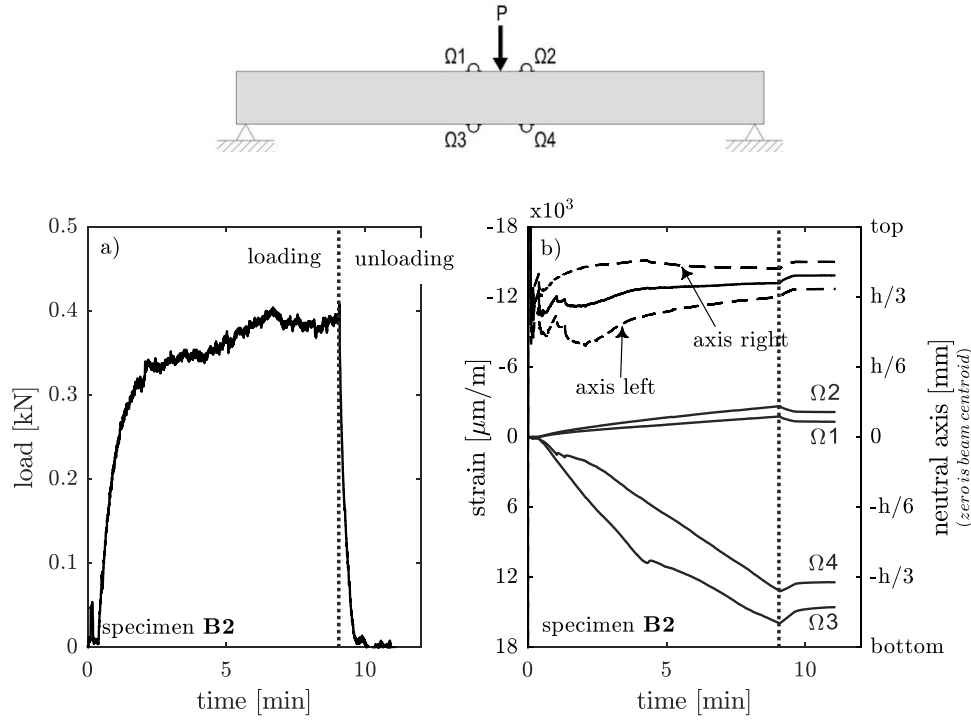 P
Ω1 Ω2
Ω3 Ω4
a)
loading unloading
0.5
0.4
0.3
0.2
0.1
0
load [kN]
specimen B2
0 5 10
time [min]
x10³
b)
-18
-12
-6
0
6
12
18
strain [μm/m]
axis right
axis left
Ω2
Ω1
Ω4
Ω3
specimen B2
0 5 10
time [min]
top
h/3
h/6
0
-h/6
-h/3
bottom
neutral axis [mm]
(zero is beam centroid)